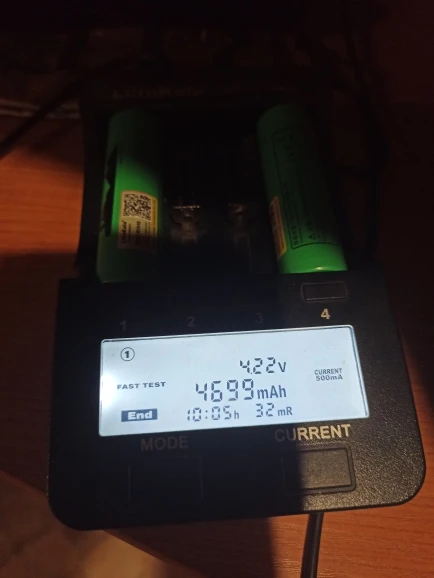 1 2 3 4
1
4.22v
FAST TEST
4699mAh
CURRENT
500mA
End
10:05h 32mR
MODE
CURRENT